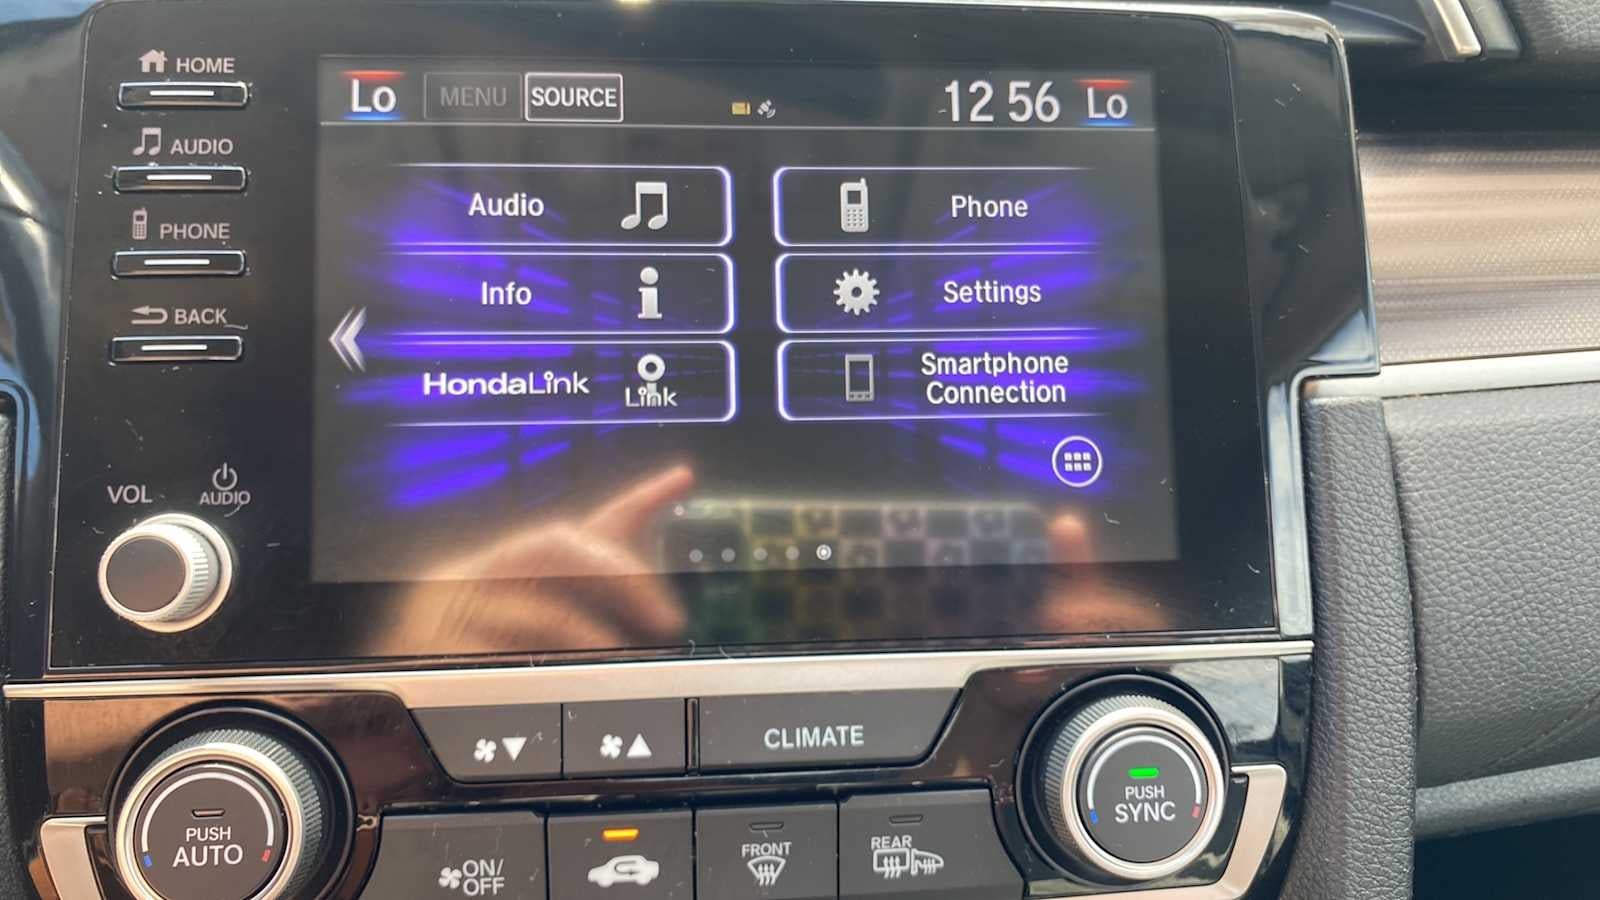 HOME
Lo
MENU
SOURCE
12 56
Lo
AUDIO
Audio
Phone
PHONE
Info
Settings
BACK
HondaLink
Link
Smartphone
Connection
VOL
AUDIO
CLIMATE
PUSH
AUTO
ON/
OFF
FRONT
REAR
PUSH
SYNC